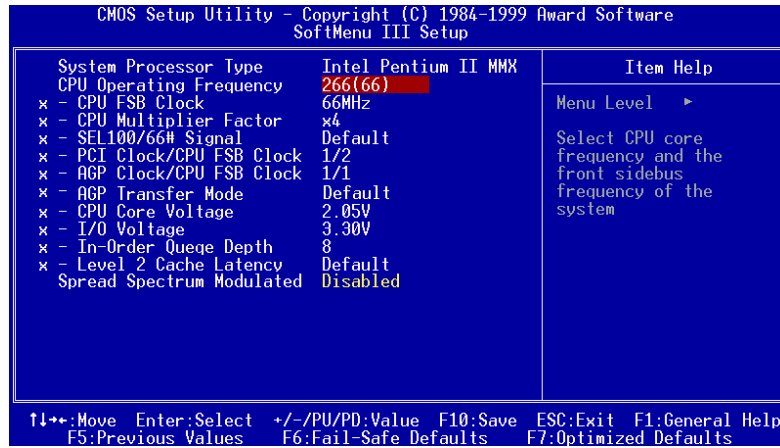 CMOS Setup Utility – Copyright (C) 1984–1999 Award Software
SoftMenu III Setup
System Processor Type Intel Pentium II MMX
CPU Operating Frequency 266(66)
x – CPU FSB Clock 66MHz
x – CPU Multiplier Factor x4
x – SEL100/66# Signal Default
x – PCI Clock/CPU FSB Clock 1/2
x – AGP Clock/CPU FSB Clock 1/1
x – AGP Transfer Mode Default
x – CPU Core Voltage 2.05V
x – I/O Voltage 3.30V
x – In-Order Queqe Depth 8
x – Level 2 Cache Latency Default
Spread Spectrum Modulated Disabled
Item Help
Menu Level ►
Select CPU core
frequency and the
front sidebus
frequency of the
system
↑↓→←:Move Enter:Select +/-/PU/PD:Value F10:Save ESC:Exit F1:General Help
F5:Previous Values F6:Fail-Safe Defaults F7:Optimized Defaults